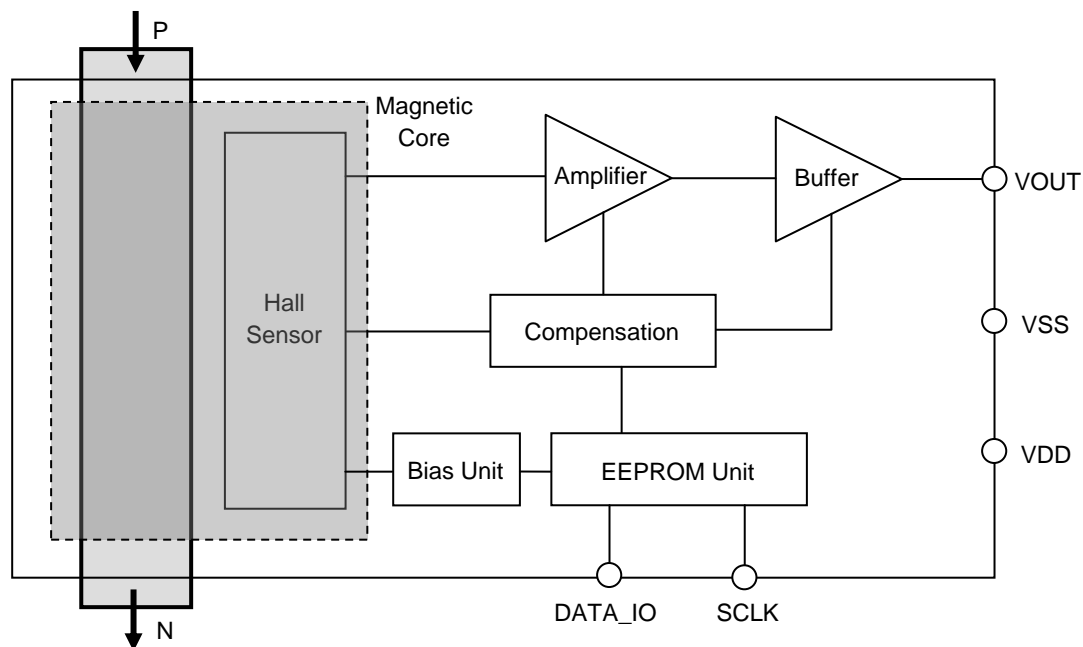 P
Magnetic
Core
Amplifier
Buffer
VOUT
Hall
Sensor
Compensation
VSS
Bias Unit
EEPROM Unit
VDD
DATA_IO
SCLK
N